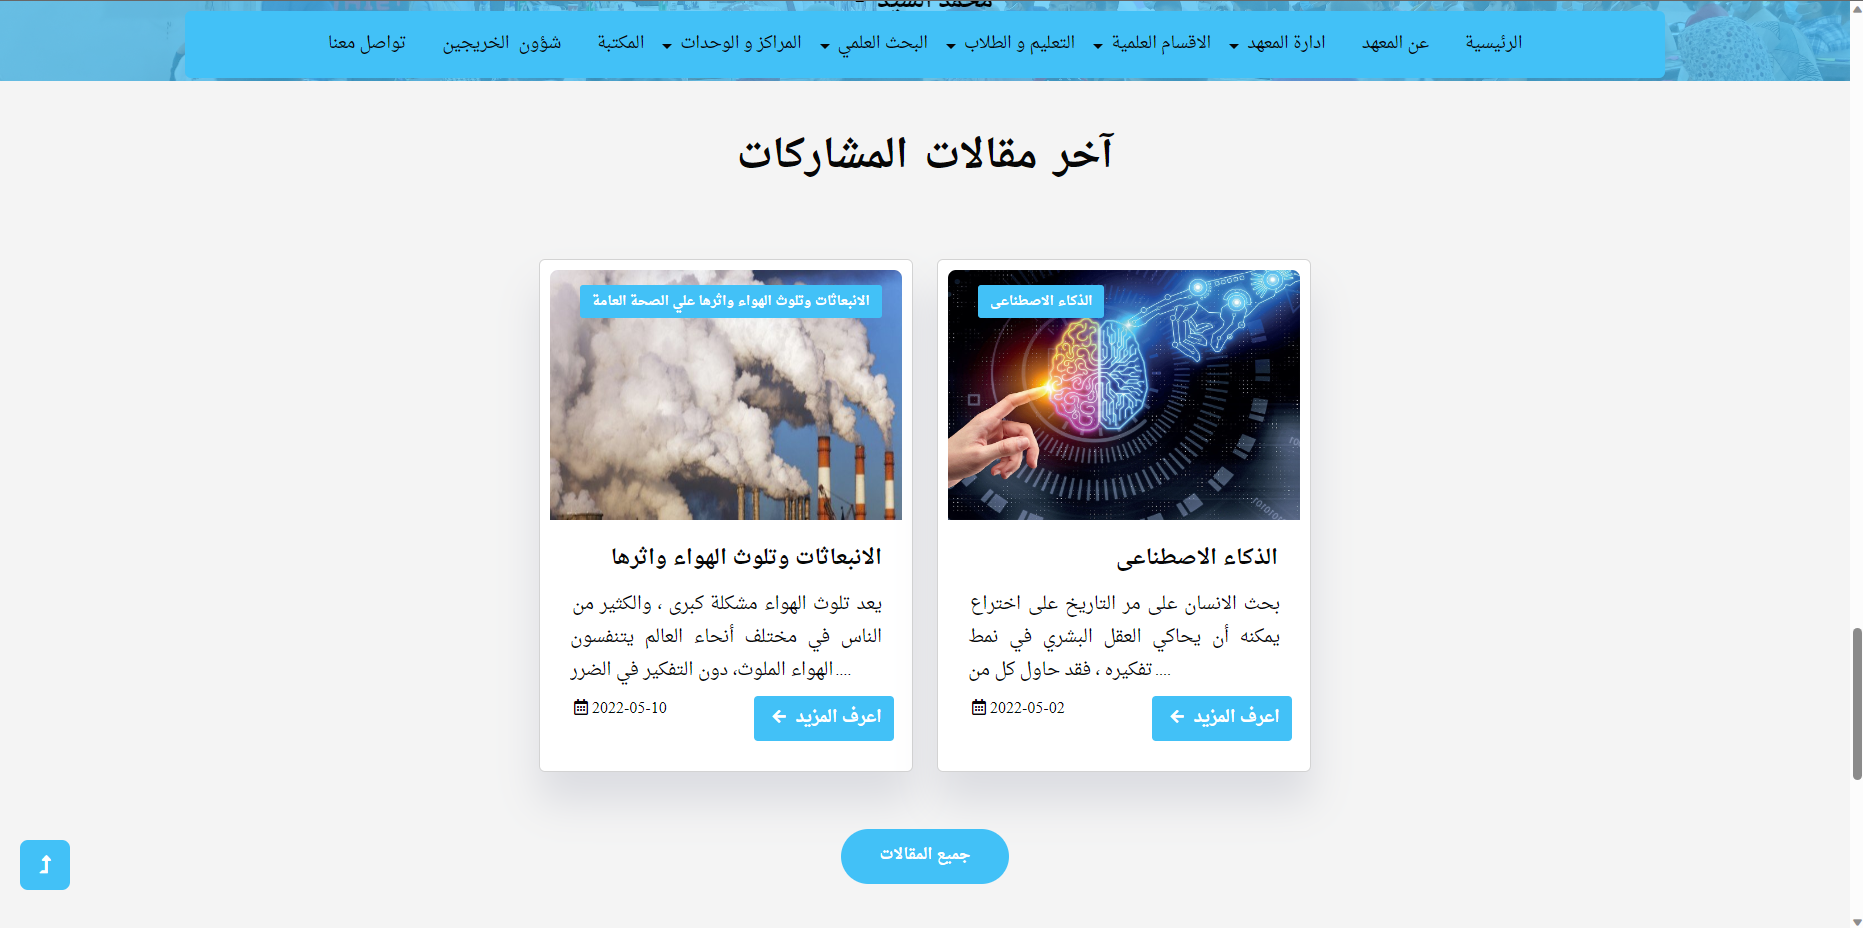 الرئيسية
عن المعهد
ادارة المعهد
الاقسام العلمية
التعليم و الطلاب
البحث العلمي
المراكز و الوحدات
المكتبة
شؤون الخريجين
تواصل معنا
آخر مقالات المشاركات
الذكاء الاصطناعى
الذكاء الاصطناعى
بحث الانسان على مر التاريخ على اختراع
يمكنه أن يحاكي العقل البشري في نمط
تفكيره ، فقد حاول كل من ....
اعرف المزيد
2022-05-02
الانبعاثات وتلوث الهواء واثرها علي الصحة العامة
الانبعاثات وتلوث الهواء واثرها
يعد تلوث الهواء مشكلة كبرى ، والكثير من
الناس في مختلف أنحاء العالم يتنفسون
الهواء الملوث، دون التفكير في الضرر ....
اعرف المزيد
2022-05-10
جميع المقالات